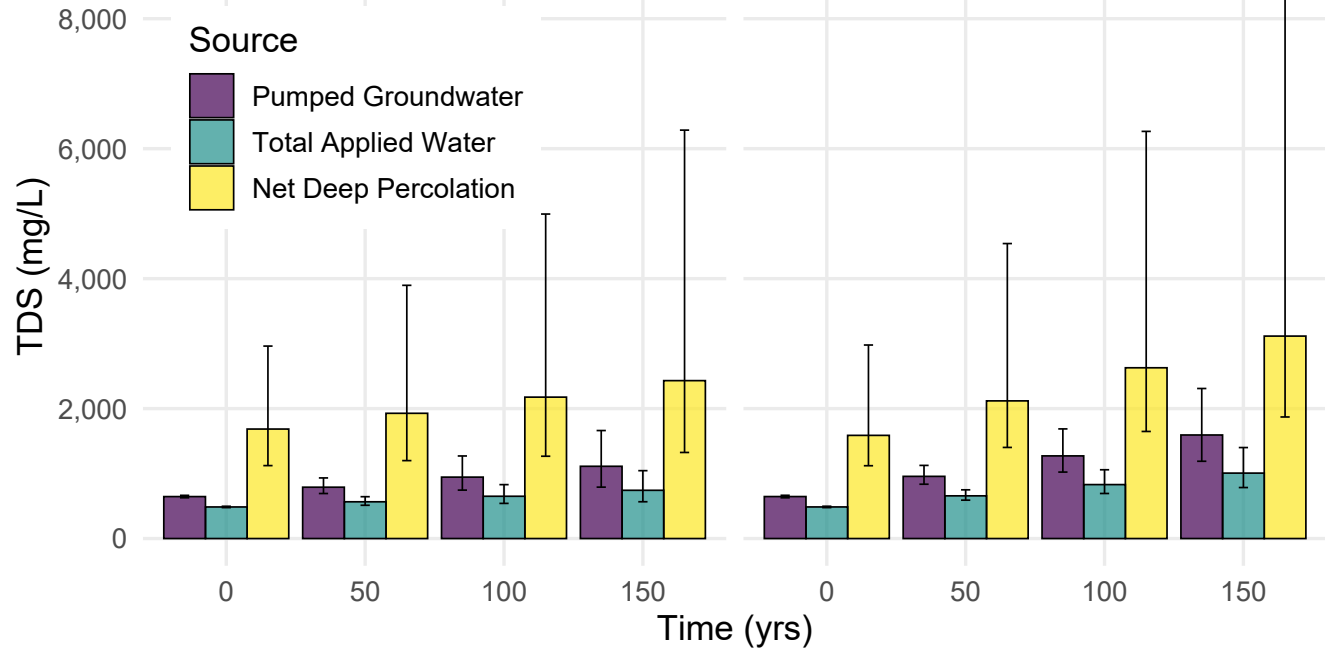 8,000
Source
Pumped Groundwater
6,000
Total Applied Water
Net Deep Percolation
TDS (mg/L)
4,000
2,000
0
0 50 100 150 0 50 100 150
Time (yrs)